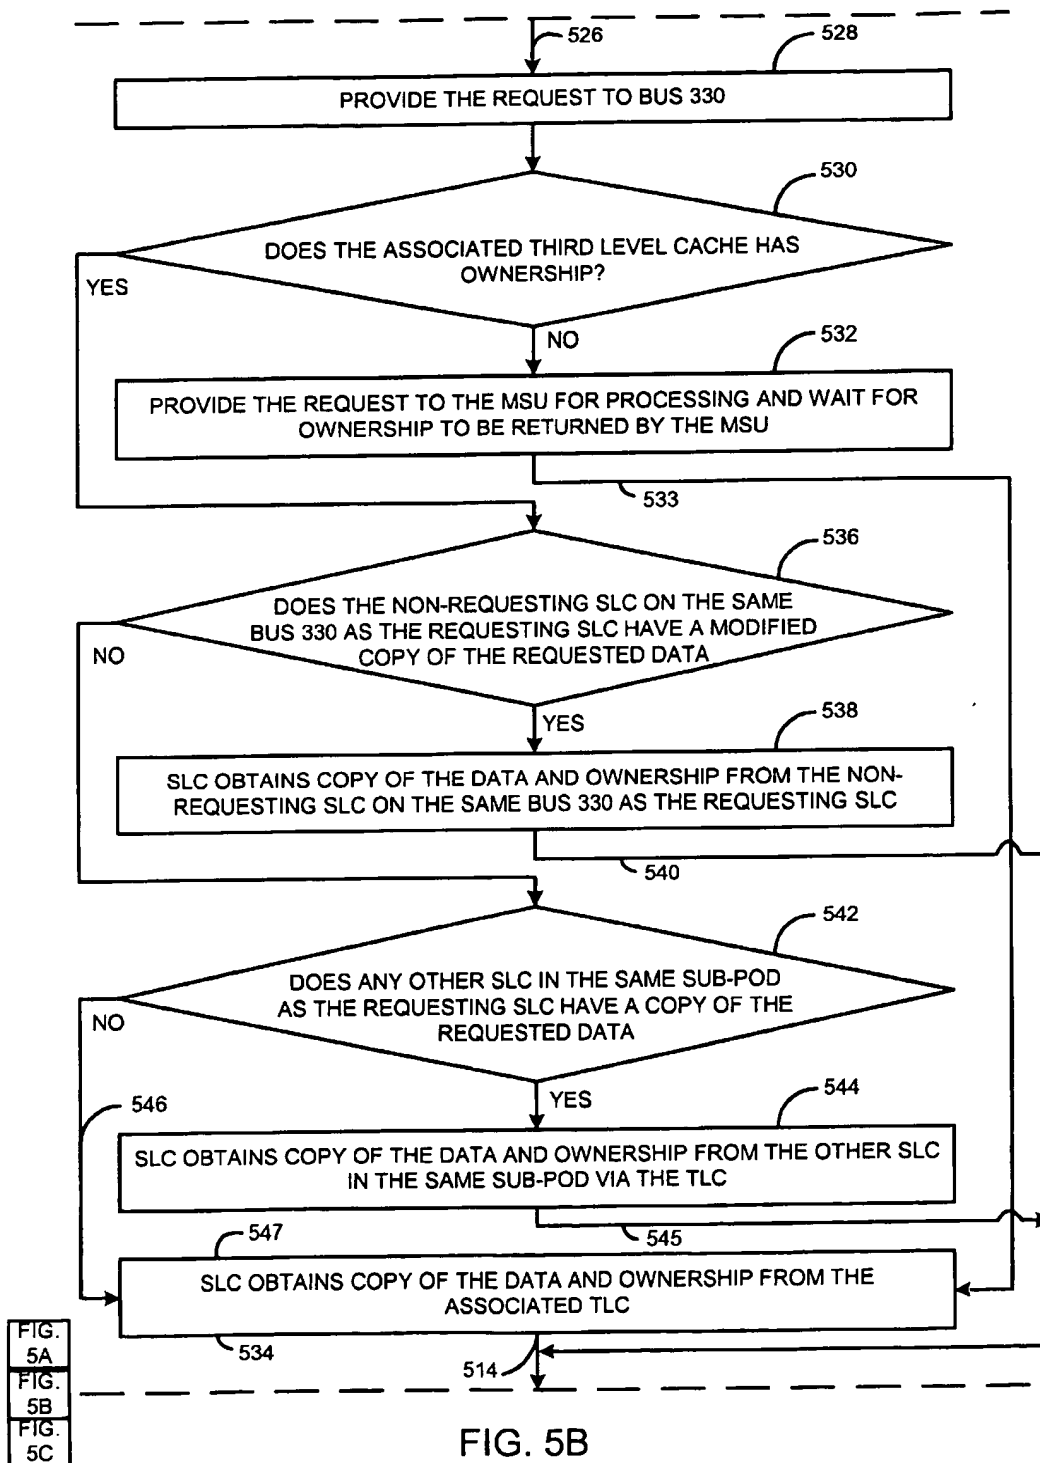 526
528
PROVIDE THE REQUEST TO BUS 330
530
DOES THE ASSOCIATED THIRD LEVEL CACHE HAS
OWNERSHIP?
YES
NO
532
PROVIDE THE REQUEST TO THE MSU FOR PROCESSING AND WAIT FOR
OWNERSHIP TO BE RETURNED BY THE MSU
533
536
DOES THE NON-REQUESTING SLC ON THE SAME
BUS 330 AS THE REQUESTING SLC HAVE A MODIFIED
COPY OF THE REQUESTED DATA
NO
YES
538
SLC OBTAINS COPY OF THE DATA AND OWNERSHIP FROM THE NON-
REQUESTING SLC ON THE SAME BUS 330 AS THE REQUESTING SLC
540
542
DOES ANY OTHER SLC IN THE SAME SUB-POD
AS THE REQUESTING SLC HAVE A COPY OF THE
REQUESTED DATA
NO
YES
544
546
SLC OBTAINS COPY OF THE DATA AND OWNERSHIP FROM THE OTHER SLC
IN THE SAME SUB-POD VIA THE TLC
545
547
SLC OBTAINS COPY OF THE DATA AND OWNERSHIP FROM THE
ASSOCIATED TLC
534
514
FIG.
5A
FIG.
5B
FIG.
5C
FIG. 5B